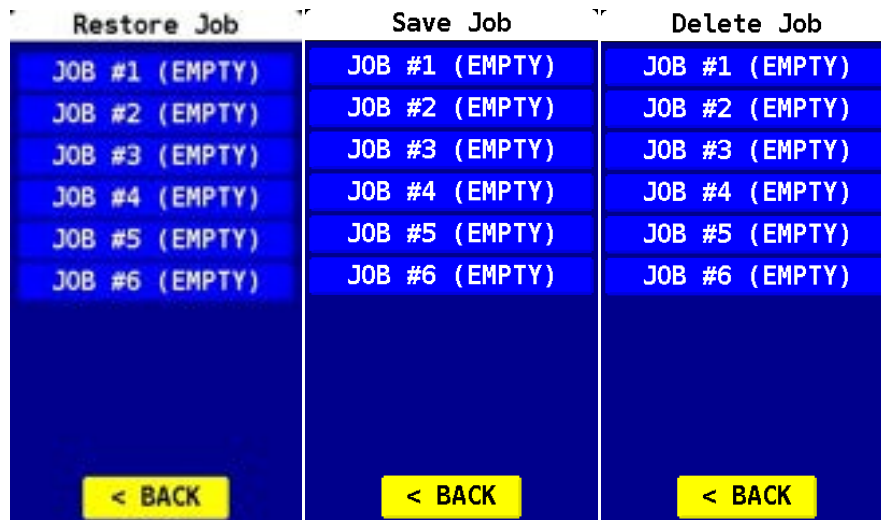 Restore Job
JOB #1 (EMPTY)
JOB #2 (EMPTY)
JOB #3 (EMPTY)
JOB #4 (EMPTY)
JOB #5 (EMPTY)
JOB #6 (EMPTY)
< BACK
Save Job
JOB #1 (EMPTY)
JOB #2 (EMPTY)
JOB #3 (EMPTY)
JOB #4 (EMPTY)
JOB #5 (EMPTY)
JOB #6 (EMPTY)
< BACK
Delete Job
JOB #1 (EMPTY)
JOB #2 (EMPTY)
JOB #3 (EMPTY)
JOB #4 (EMPTY)
JOB #5 (EMPTY)
JOB #6 (EMPTY)
< BACK